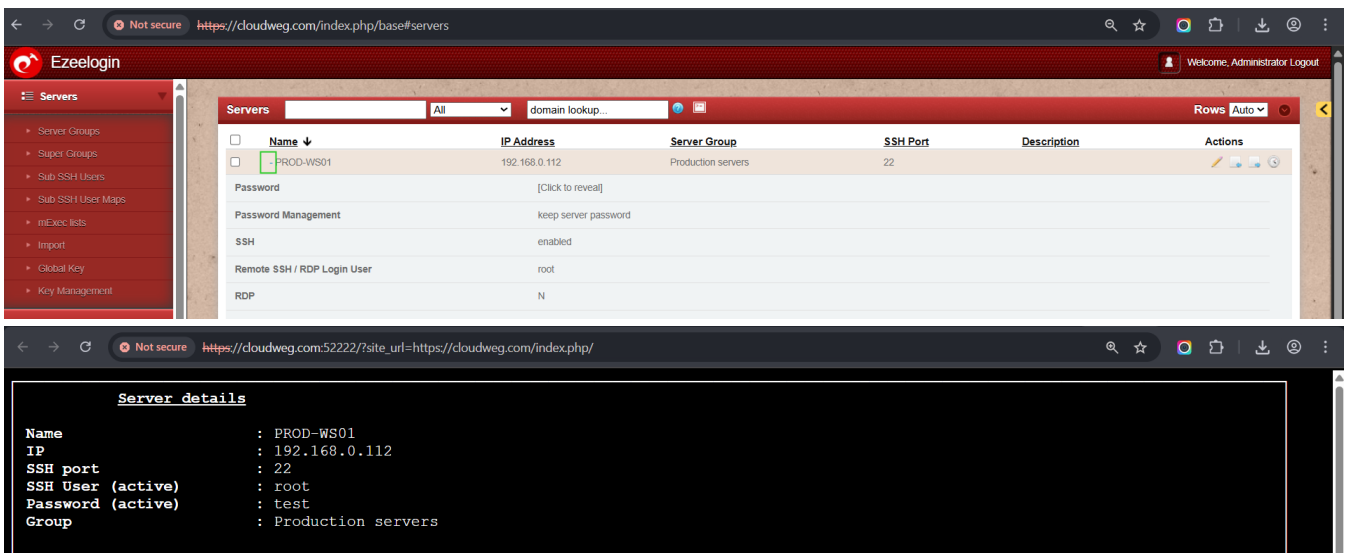 Not secure https://cloudweg.com/index.php/base#servers
Ezeelogin Welcome, Administrator Logout
Servers
Server Groups
Super Groups
Sub SSH Users
Sub SSH User Maps
mExec lists
Import
Global Key
Key Management
Servers All domain lookup... Rows Auto
Name ↓ IP Address Server Group SSH Port Description Actions
- PROD-WS01 192.168.0.112 Production servers 22
Password [Click to reveal]
Password Management keep server password
SSH enabled
Remote SSH / RDP Login User root
RDP N
Not secure https://cloudweg.com:52222/?site_url=https://cloudweg.com/index.php/
Server details
Name : PROD-WS01
IP : 192.168.0.112
SSH port : 22
SSH User (active) : root
Password (active) : test
Group : Production servers